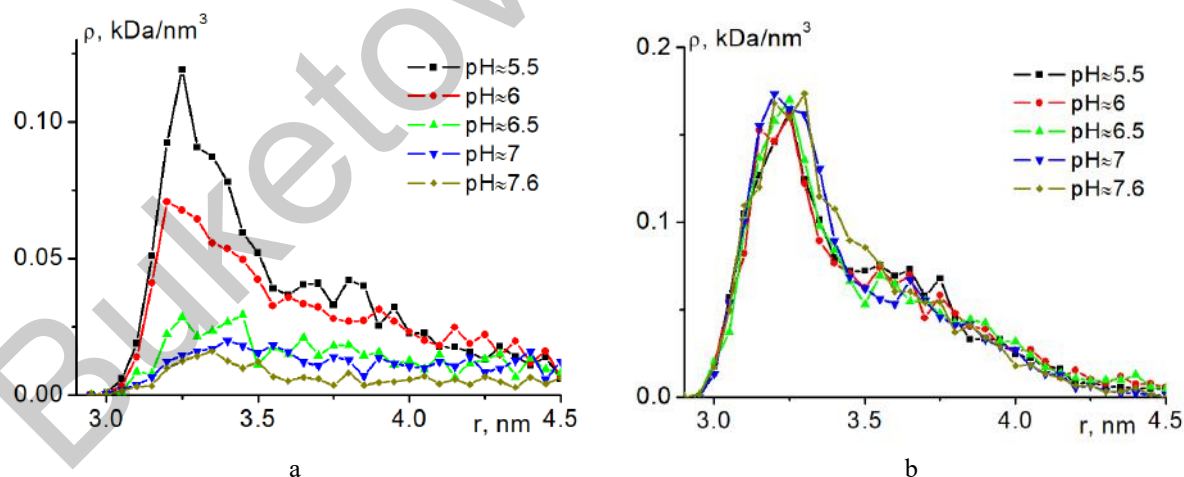 Buketov
ρ, kDa/nm³
0.10
0.05
0.00
3.0 3.5 4.0 4.5
r, nm
pH≈5.5
pH≈6
pH≈6.5
pH≈7
pH≈7.6
a
ρ, kDa/nm³
0.2
0.1
0.0
3.0 3.5 4.0 4.5
r, nm
pH≈5.5
pH≈6
pH≈6.5
pH≈7
pH≈7.6
b